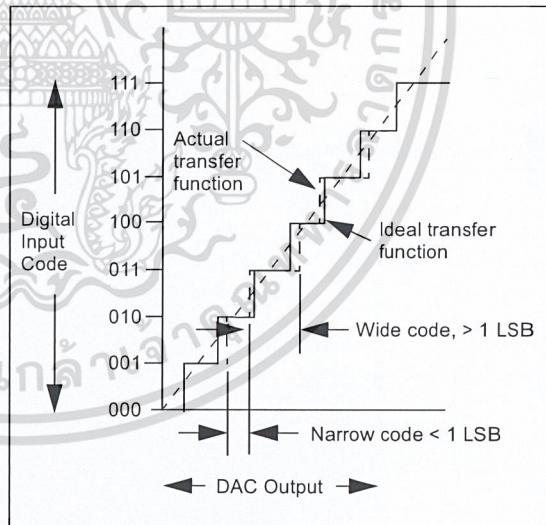 111
110
Actual
transfer
function
101
100
Digital
Input
Code
Ideal transfer
function
011
010
Wide code, > 1 LSB
001
000
Narrow code < 1 LSB
DAC Output